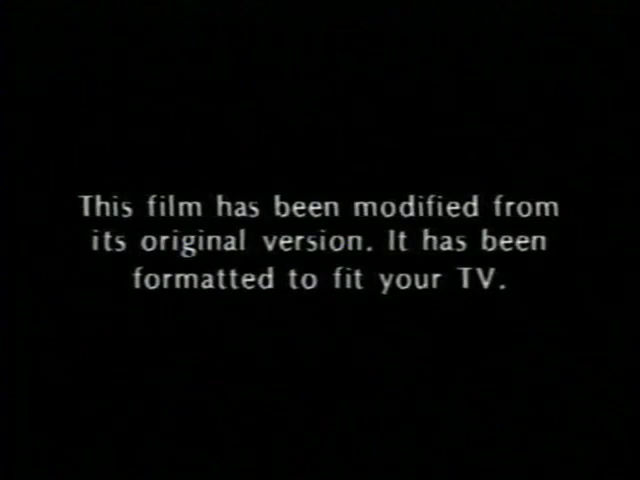 This film has been modified from
its original version. It has been
formatted to fit your TV.